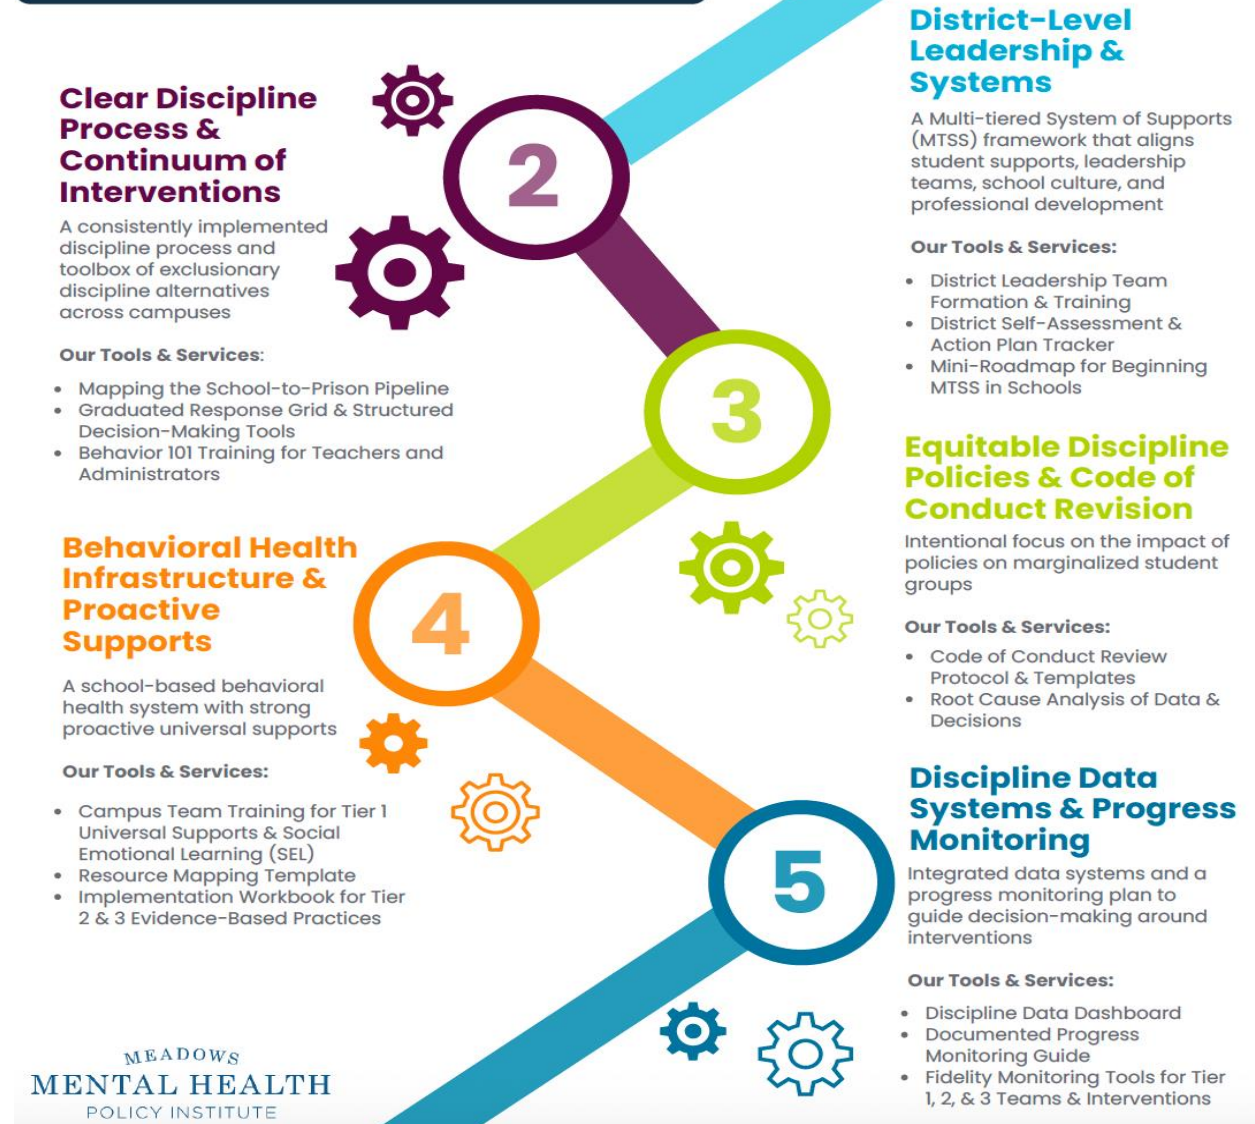 District-Level
Leadership &
Systems
A Multi-tiered System of Supports
(MTSS) framework that aligns
student supports, leadership
teams, school culture, and
professional development
Our Tools & Services:
• District Leadership Team
Formation & Training
• District Self-Assessment &
Action Plan Tracker
• Mini-Roadmap for Beginning
MTSS in Schools
Clear Discipline
Process &
Continuum of
Interventions
A consistently implemented
discipline process and
toolbox of exclusionary
discipline alternatives
across campuses
Our Tools & Services:
• Mapping the School-to-Prison Pipeline
• Graduated Response Grid & Structured
Decision-Making Tools
• Behavior 101 Training for Teachers and
Administrators
2
3
Equitable Discipline
Policies & Code of
Conduct Revision
Intentional focus on the impact of
policies on marginalized student
groups
Our Tools & Services:
• Code of Conduct Review
Protocol & Templates
• Root Cause Analysis of Data &
Decisions
Behavioral Health
Infrastructure &
Proactive
Supports
A school-based behavioral
health system with strong
proactive universal supports
Our Tools & Services:
• Campus Team Training for Tier 1
Universal Supports & Social
Emotional Learning (SEL)
• Resource Mapping Template
• Implementation Workbook for Tier
2 & 3 Evidence-Based Practices
4
5
Discipline Data
Systems & Progress
Monitoring
Integrated data systems and a
progress monitoring plan to
guide decision-making around
interventions
Our Tools & Services:
• Discipline Data Dashboard
• Documented Progress
Monitoring Guide
• Fidelity Monitoring Tools for Tier
1, 2, & 3 Teams & Interventions
MEADOWS
MENTAL HEALTH
POLICY INSTITUTE